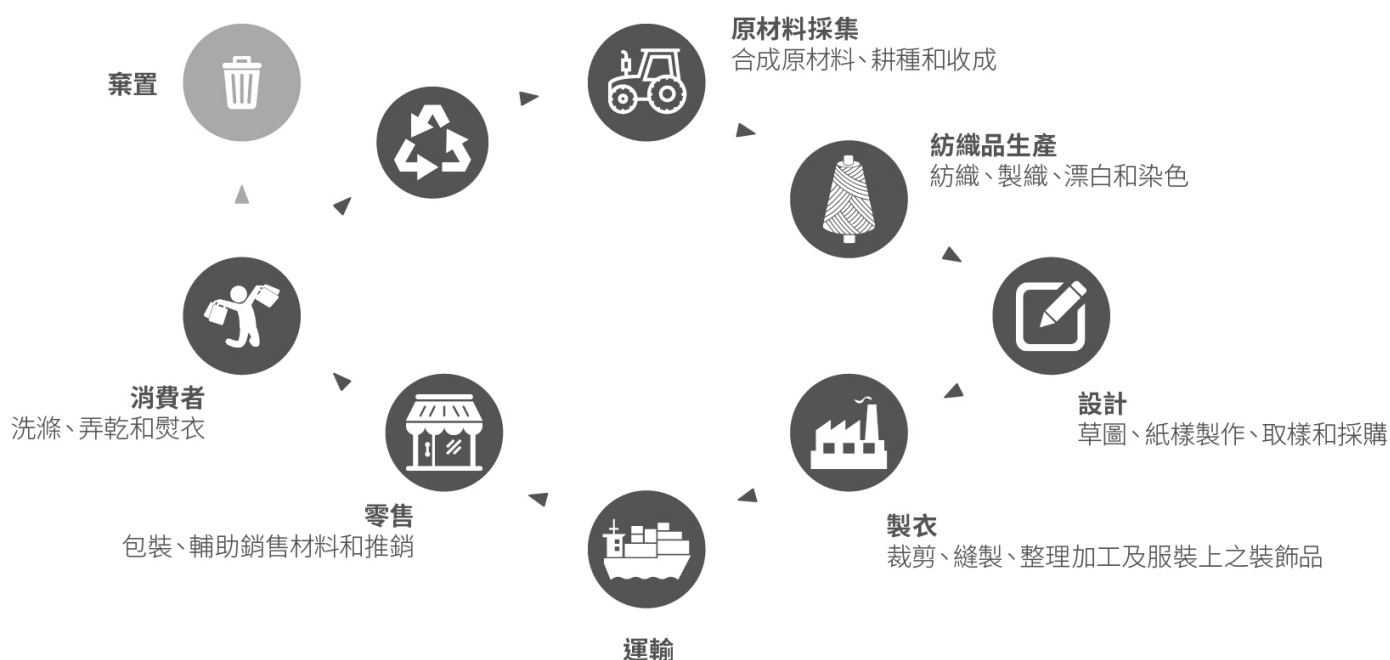 原材料採集
合成原材料、耕種和收成
紡織品生產
紡織、製織、漂白和染色
設計
草圖、紙樣製作、取樣和採購
製衣
裁剪、縫製、整理加工及服裝上之裝飾品
運輸
零售
包裝、輔助銷售材料和推銷
消費者
洗滌、弄乾和熨衣
棄置